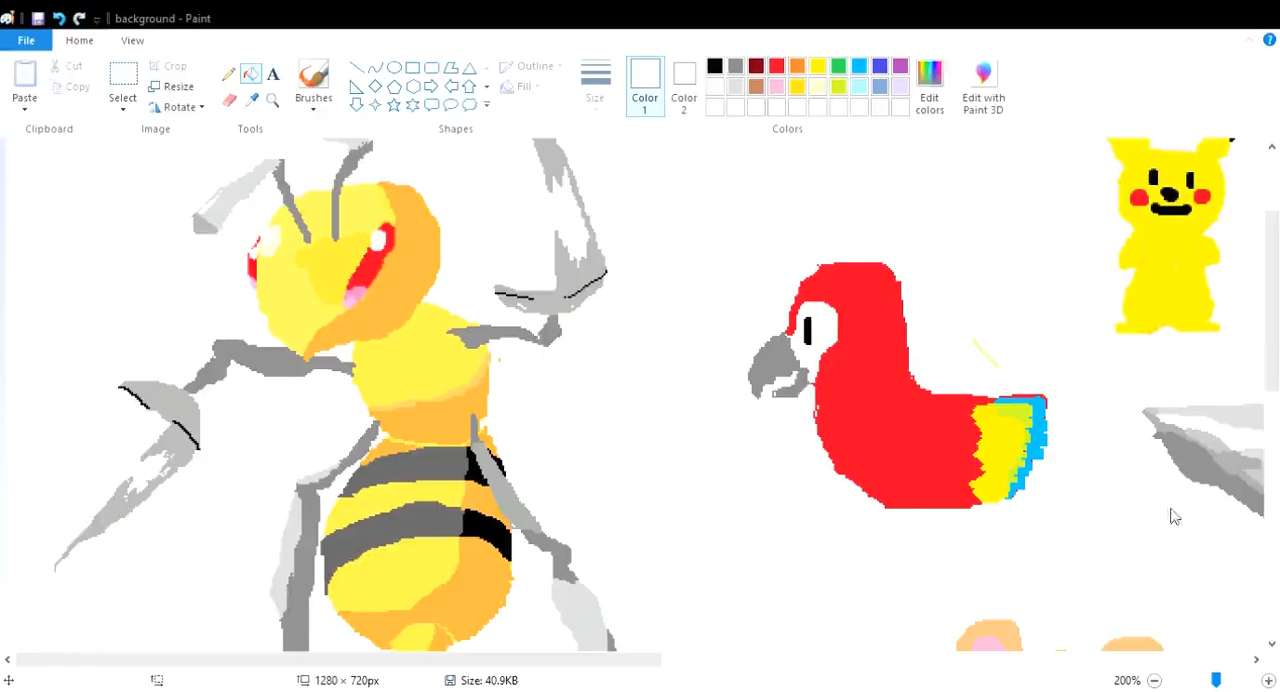 background - Paint
File Home View
Paste
Cut
Copy
Clipboard
Select
Crop
Resize
Rotate
Image
A
Tools
Brushes
Outline
Fill
Shapes
Size
Color 1
Color 2
Edit colors
Edit with Paint 3D
Colors
1280 × 720px
Size: 40.9KB
200%